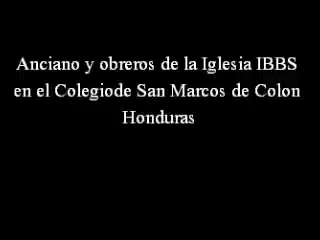 Anciano y obreros de la Iglesia IBBS
en el Colegiode San Marcos de Colon
Honduras